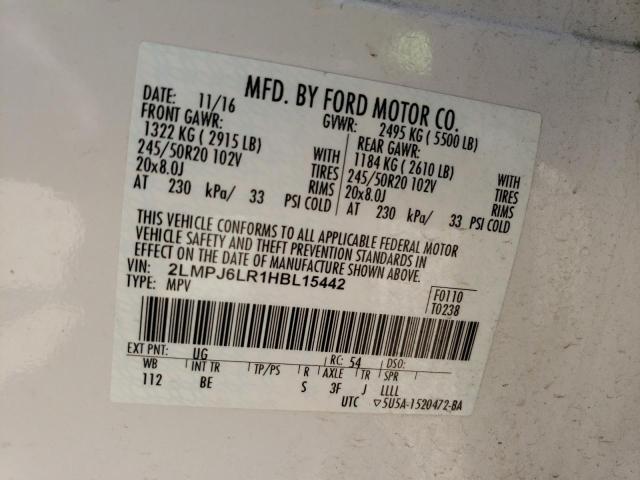 MFD. BY FORD MOTOR CO.
DATE: 11/16 GVWR: 2495 KG ( 5500 LB)
FRONT GAWR: REAR GAWR:
1322 KG ( 2915 LB) WITH 1184 KG ( 2610 LB) WITH
245/50R20 102V TIRES 245/50R20 102V TIRES
20x8.0J RIMS 20x8.0J RIMS
AT 230 kPa/ 33 PSI COLD AT 230 kPa/ 33 PSI COLD
THIS VEHICLE CONFORMS TO ALL APPLICABLE FEDERAL MOTOR
VEHICLE SAFETY AND THEFT PREVENTION STANDARDS IN
EFFECT ON THE DATE OF MANUFACTURE SHOWN ABOVE.
VIN: 2LMPJ6LR1HBL15442
TYPE: MPV F0110
T0238
EXT PNT: UG RC: 54 DSO:
WB INT TR TP/PS R AXLE TR SPR
112 BE S 3F J LLLL
UTC ▽5U5A-1520472-BA